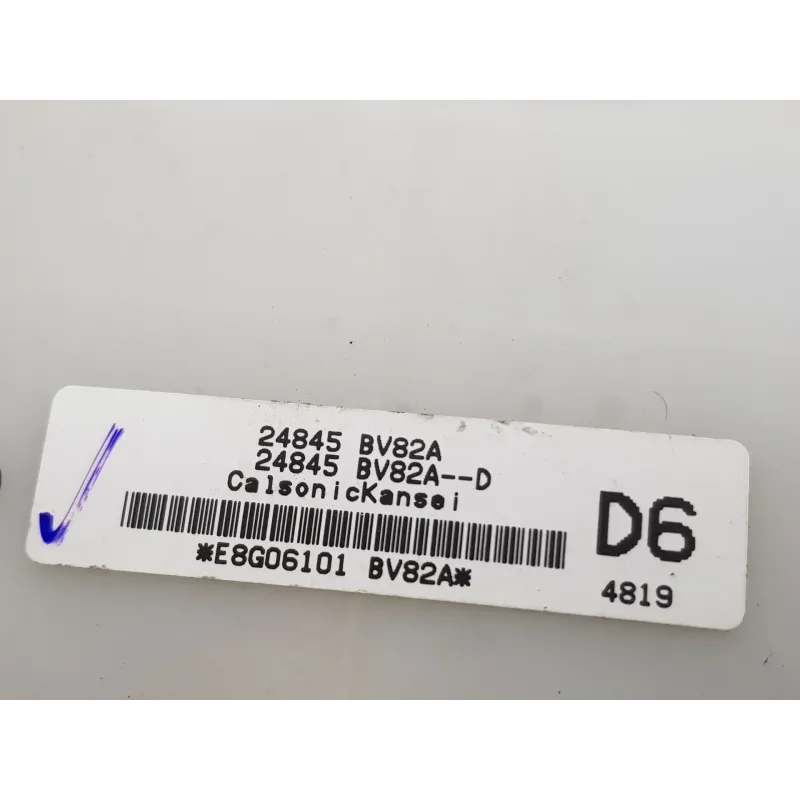 24845 BV82A
24845 BV82A--D
CalsonicKansei
*E8G06101 BV82A*
D6
4819